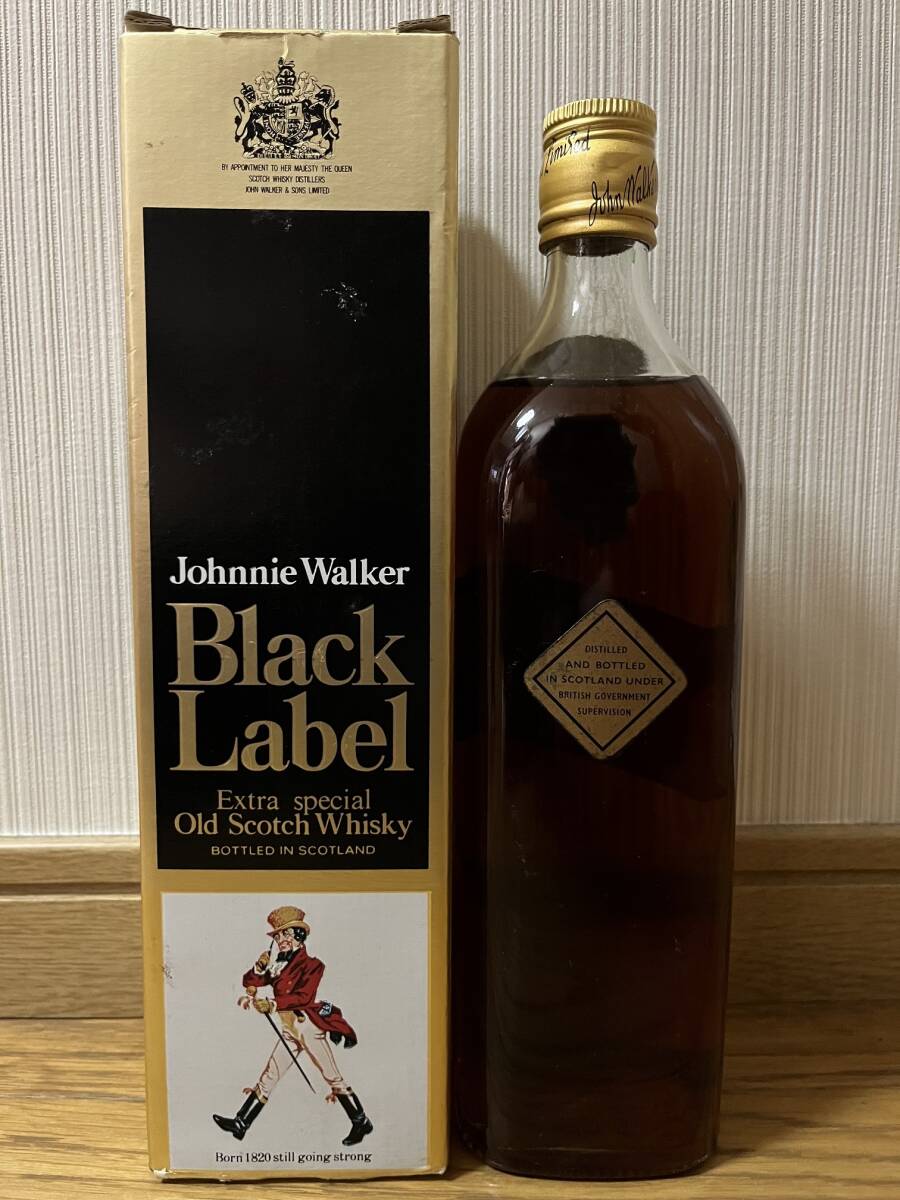 BY APPOINTMENT TO HER MAJESTY THE QUEEN
SCOTCH WHISKY DISTILLERS
JOHN WALKER & SONS LIMITED
Johnnie Walker
Black
Label
Extra special
Old Scotch Whisky
BOTTLED IN SCOTLAND
Born 1820 still going strong
Limited
John Walk
DISTILLED
AND BOTTLED
IN SCOTLAND UNDER
BRITISH GOVERNMENT
SUPERVISION